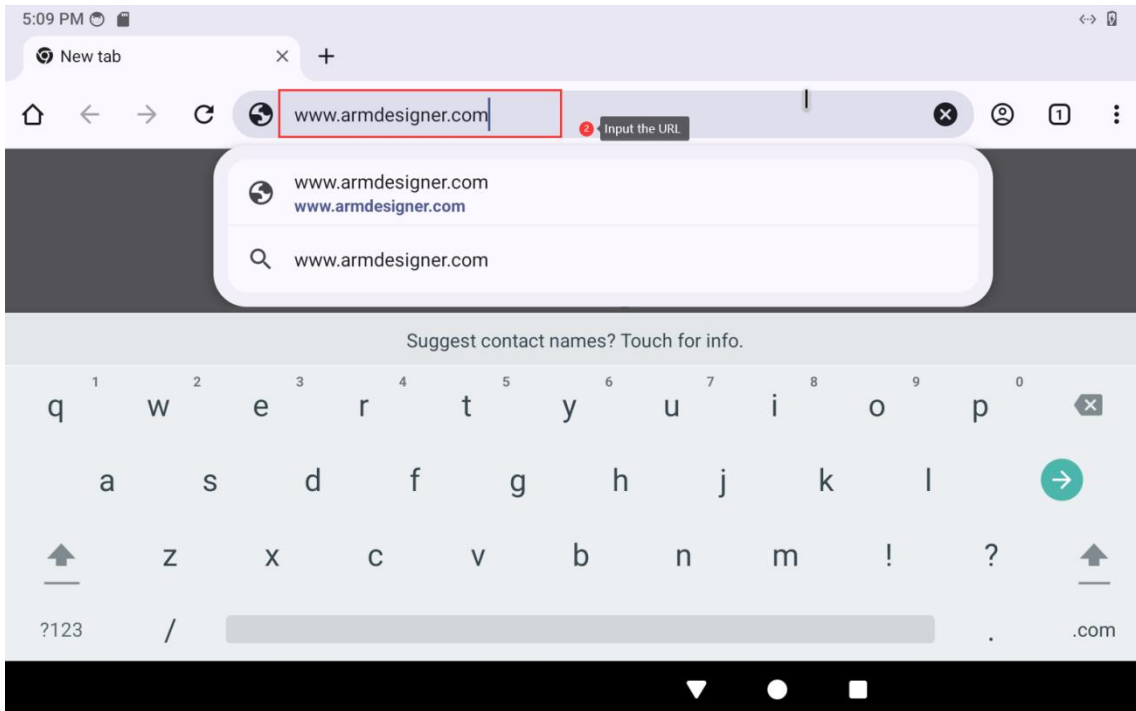 5:09 PM
New tab
www.armdesigner.com
2 Input the URL
1
www.armdesigner.com
www.armdesigner.com
www.armdesigner.com
Suggest contact names? Touch for info.
1 2 3 4 5 6 7 8 9 0
q w e r t y u i o p
a s d f g h j k l
z x c v b n m ! ?
?123 / . .com